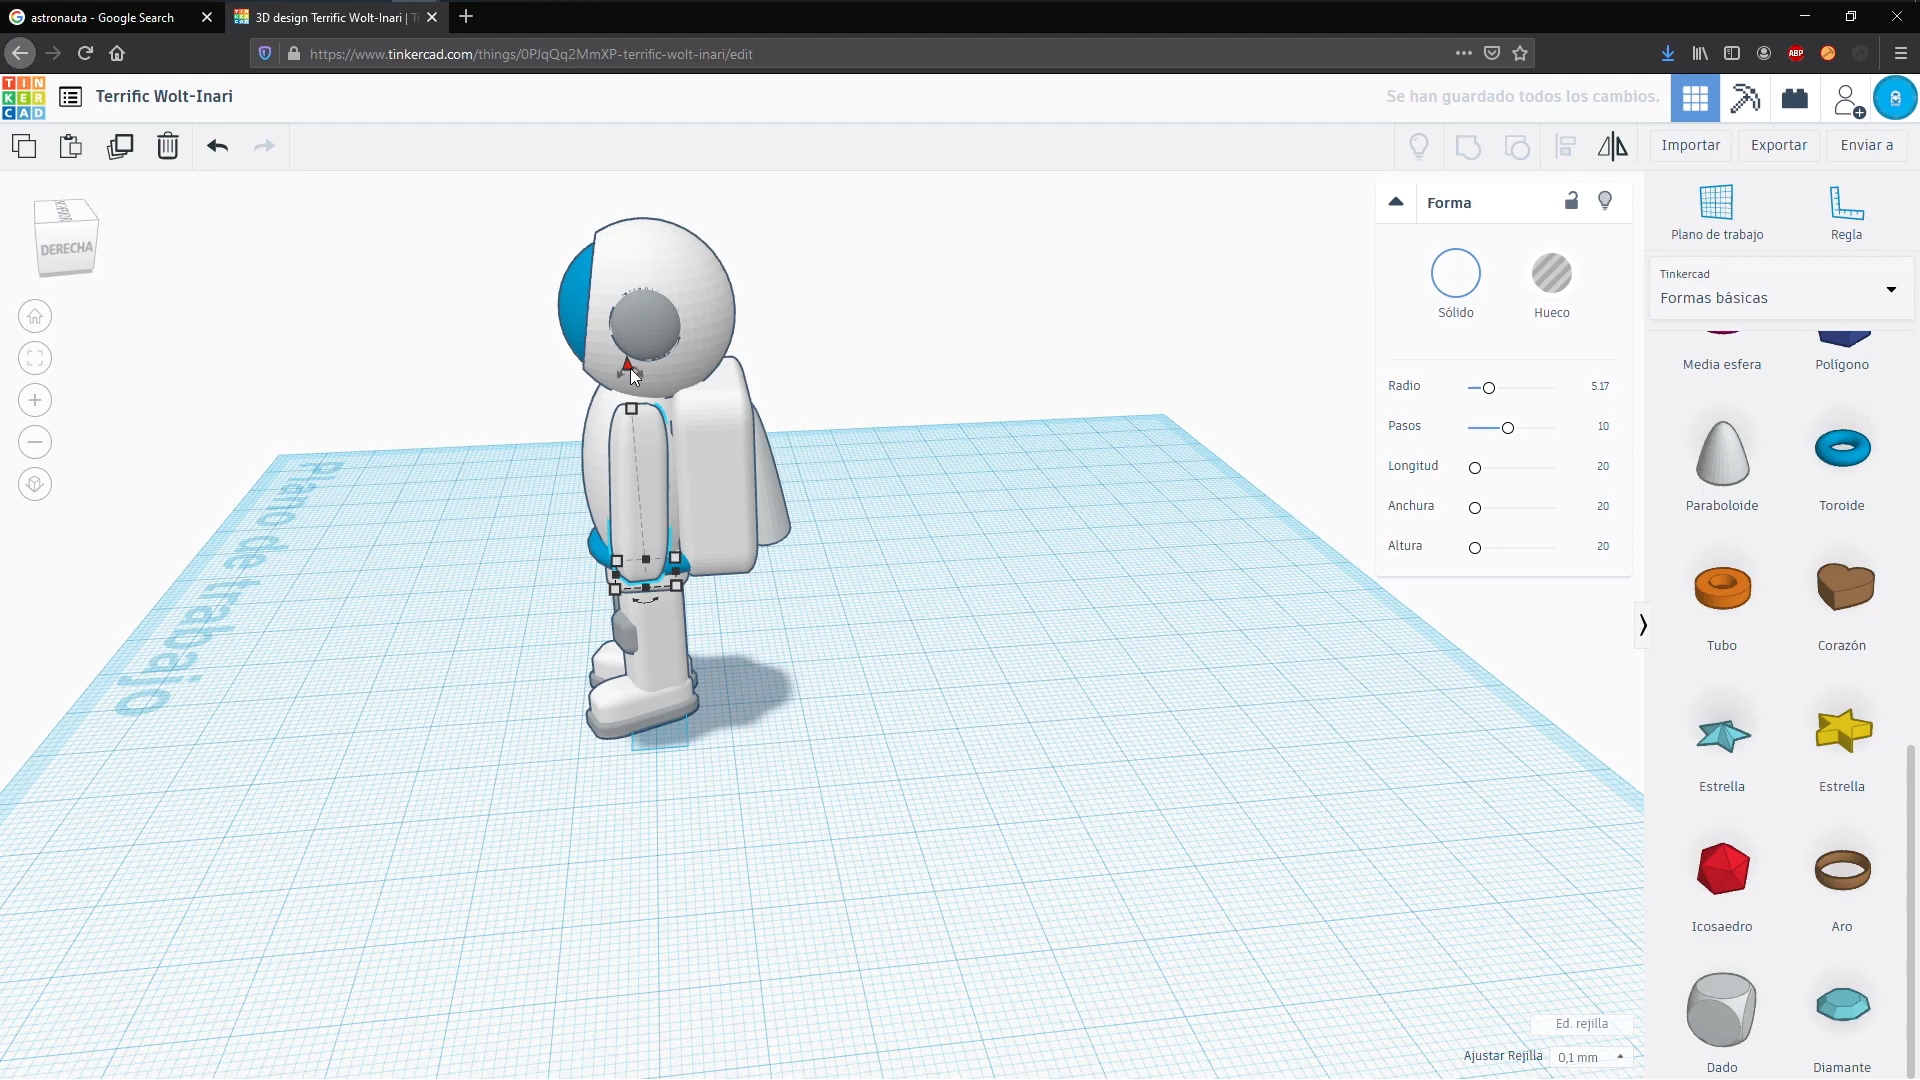 astronauta - Google Search
3D design Terrific Wolt-Inari | T
https://www.tinkercad.com/things/0PJqQq2MmXP-terrific-wolt-inari/edit
ABP
TIN
KER
CAD
Terrific Wolt-Inari
Se han guardado todos los cambios.
Importar
Exportar
Enviar a
DERECHA
Forma
Sólido
Hueco
Radio
5.17
Pasos
10
Longitud
20
Anchura
20
Altura
20
Plano de trabajo
Regla
Tinkercad
Formas básicas
Media esfera
Polígono
Paraboloide
Toroide
Tubo
Corazón
Estrella
Estrella
Icosaedro
Aro
Dado
Diamante
Plano de trabajo
Ed. rejilla
Ajustar Rejilla
0,1 mm